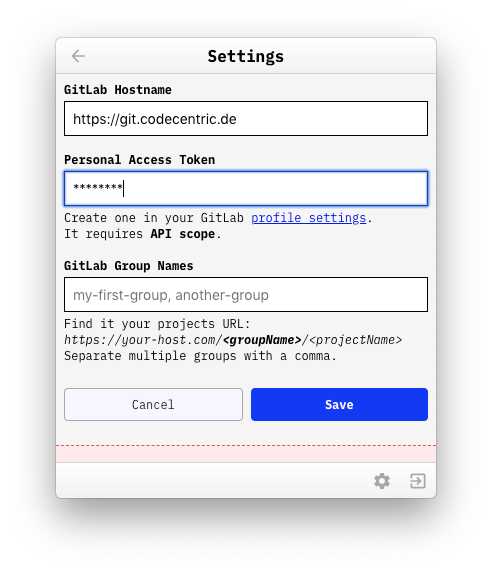 Settings
GitLab Hostname
https://git.codecentric.de
Personal Access Token
********
Create one in your GitLab profile settings.
It requires API scope.
GitLab Group Names
my-first-group, another-group
Find it your projects URL:
https://your-host.com/<groupName>/<projectName>
Separate multiple groups with a comma.
Cancel
Save